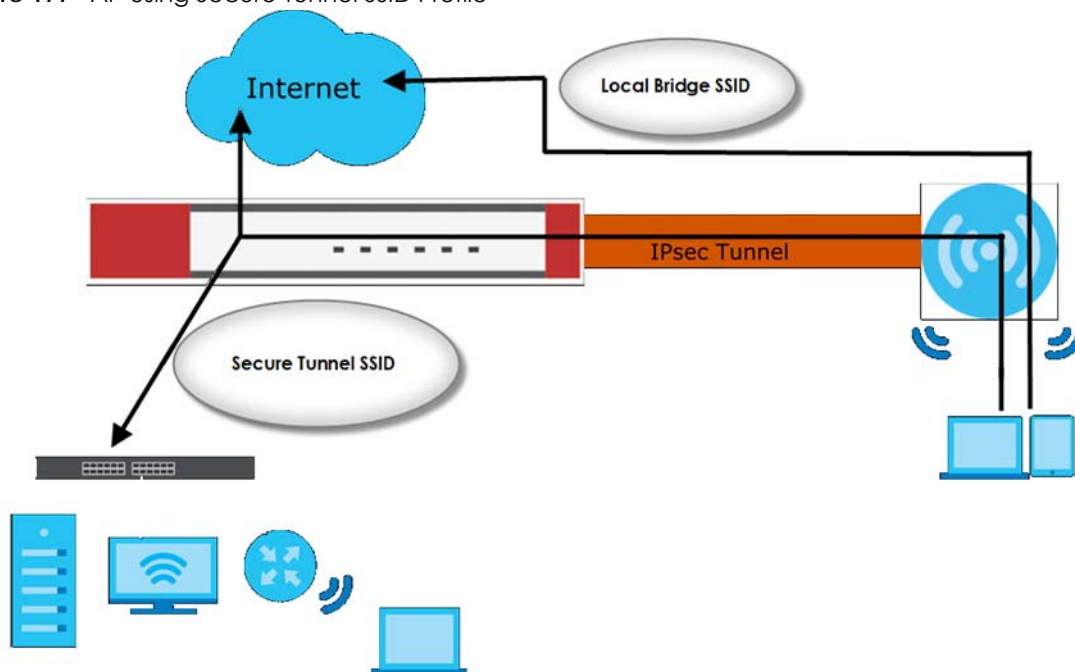 Internet
Local Bridge SSID
IPsec Tunnel
Secure Tunnel SSID